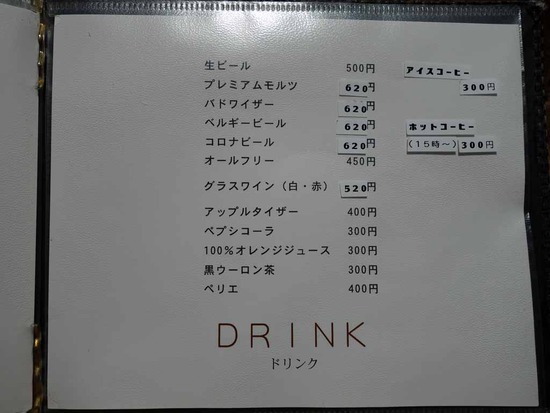 生ビール 500円
プレミアムモルツ 620円
バドワイザー 620円
ベルギービール 620円
コロナビール 620円
オールフリー 450円
グラスワイン（白・赤） 520円
アップルタイザー 400円
ペプシコーラ 300円
100％オレンジジュース 300円
黒ウーロン茶 300円
ペリエ 400円
アイスコーヒー
300円
ホットコーヒー
(15時～) 300円
DRINK
ドリンク